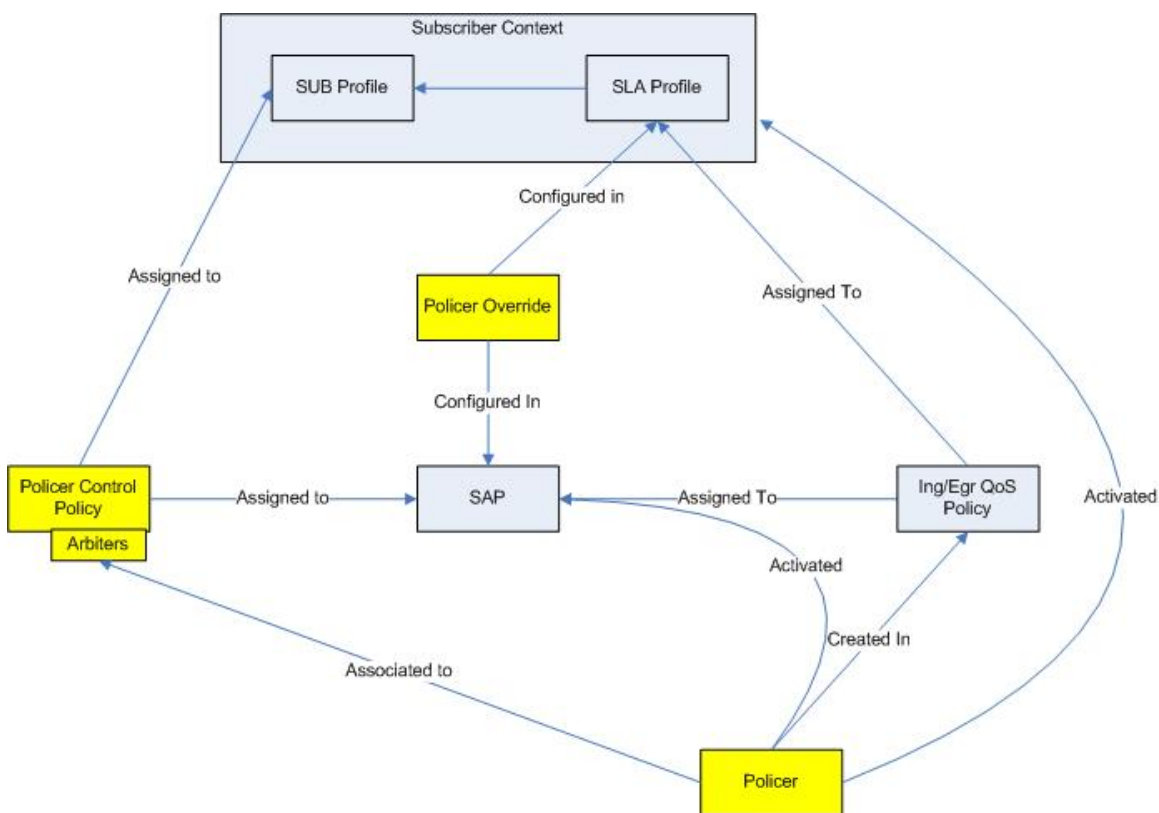 Subscriber Context
SUB Profile
SLA Profile
Configured in
Assigned to
Policer Override
Assigned To
Configured In
Policer Control
Policy
Arbiters
Assigned to
SAP
Assigned To
Ing/Egr QoS
Policy
Activated
Activated
Created In
Associated to
Policer